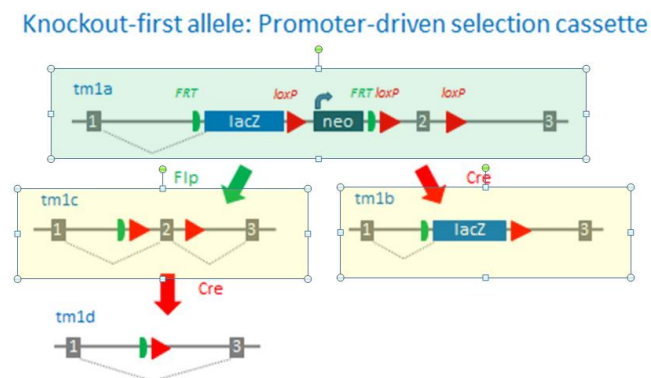 Knockout-first allele: Promoter-driven selection cassette
tm1a
FRT loxP FRT loxP loxP
1 lacZ neo 2 3
Flp Cre
tm1c tm1b
1 2 3 1 lacZ 3
Cre
tm1d
1 3